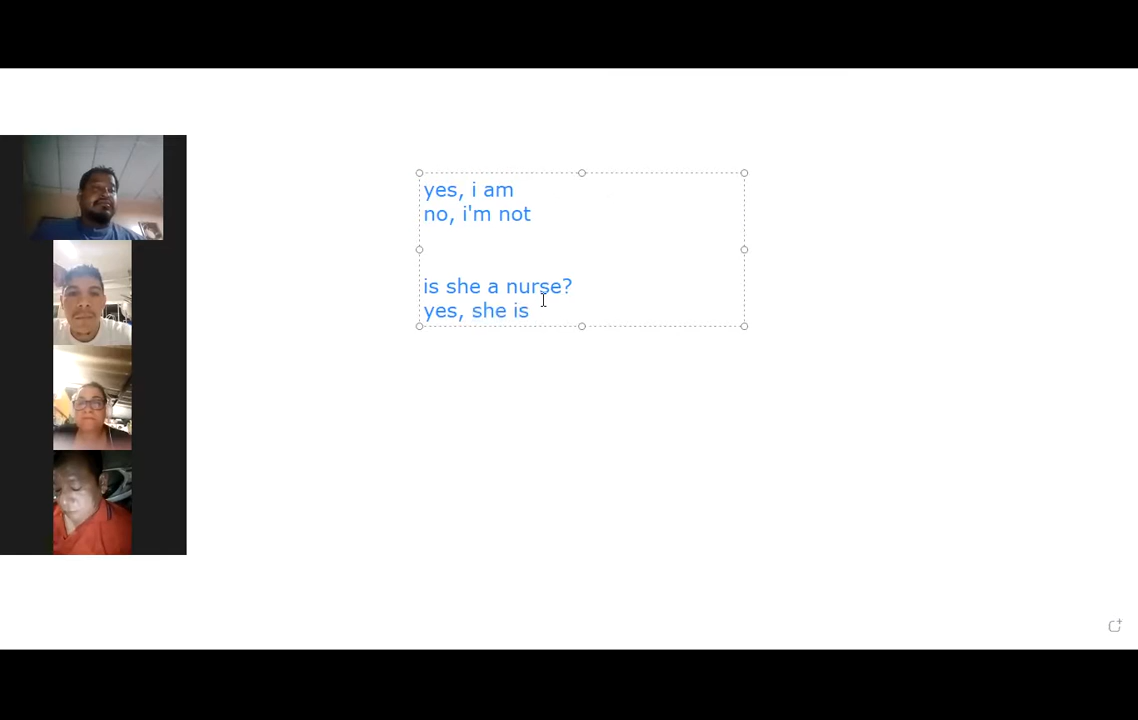 yes, i am
no, i'm not
is she a nurse?
yes, she is